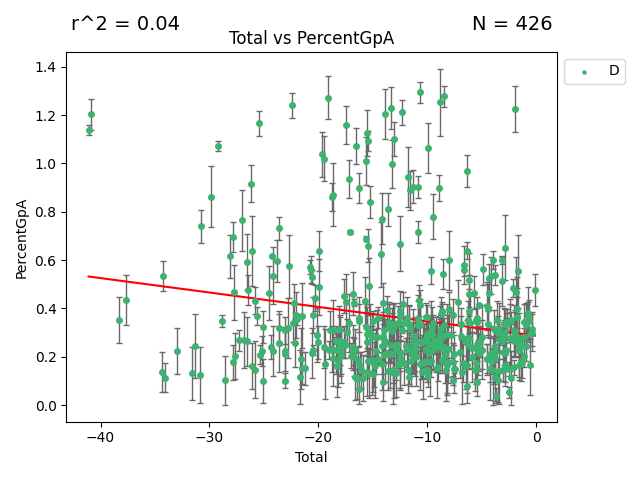 r^2 = 0.04
N = 426
Total vs PercentGpA
D
1.4
1.2
1.0
0.8
0.6
0.4
0.2
0.0
PercentGpA
−40
−30
−20
−10
0
Total